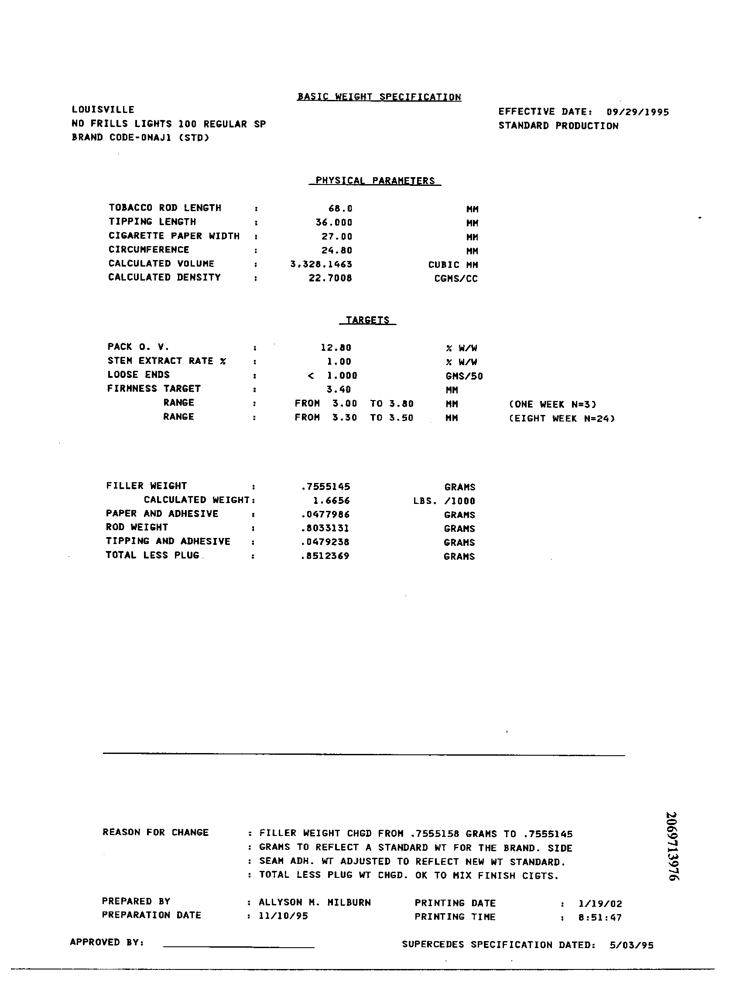 BASIC WEIGHT SPECIFICATION
LOUISVILLE
EFFECTIVE DATE: 09/29/1995
NO FRILLS LIGHTS 100 REGULAR SP
STANDARD PRODUCTION
BRAND CODE-ONAJ1 (STD)
PHYSICAL PARAMETERS
TOBACCO ROD LENGTH : 68.0 MM
TIPPING LENGTH : 36.000 MM
CIGARETTE PAPER WIDTH : 27.00 MM
CIRCUMFERENCE : 24.80 MM
CALCULATED VOLUME : 3,328.1463 CUBIC MM
CALCULATED DENSITY : 22.7008 CGMS/CC
TARGETS
PACK O. V. : 12.80 % W/W
STEM EXTRACT RATE % : 1.00 % W/W
LOOSE ENDS : < 1.000 GMS/50
FIRMNESS TARGET : 3.40 MM
RANGE : FROM 3.00 TO 3.80 MM (ONE WEEK N=3)
RANGE : FROM 3.30 TO 3.50 MM (EIGHT WEEK N=24)
FILLER WEIGHT : .7555145 GRAMS
CALCULATED WEIGHT: 1.6656 LBS. /1000
PAPER AND ADHESIVE : .0477986 GRAMS
ROD WEIGHT : .8033131 GRAMS
TIPPING AND ADHESIVE : .0479238 GRAMS
TOTAL LESS PLUG : .8512369 GRAMS
REASON FOR CHANGE : FILLER WEIGHT CHGD FROM .7555158 GRAMS TO .7555145
: GRAMS TO REFLECT A STANDARD WT FOR THE BRAND. SIDE
: SEAM ADH. WT ADJUSTED TO REFLECT NEW WT STANDARD.
: TOTAL LESS PLUG WT CHGD. OK TO MIX FINISH CIGTS.
PREPARED BY : ALLYSON M. MILBURN PRINTING DATE : 1/19/02
PREPARATION DATE : 11/10/95 PRINTING TIME : 8:51:47
APPROVED BY: SUPERCEDES SPECIFICATION DATED: 5/03/95
2069713976